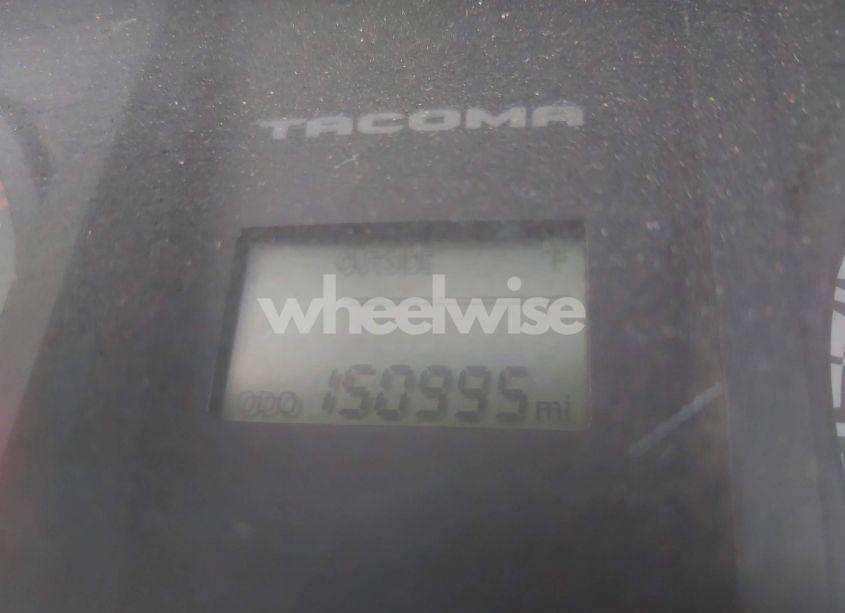 TACOMA
OUTSIDE °F
wheelwise
ODO 150995 mi